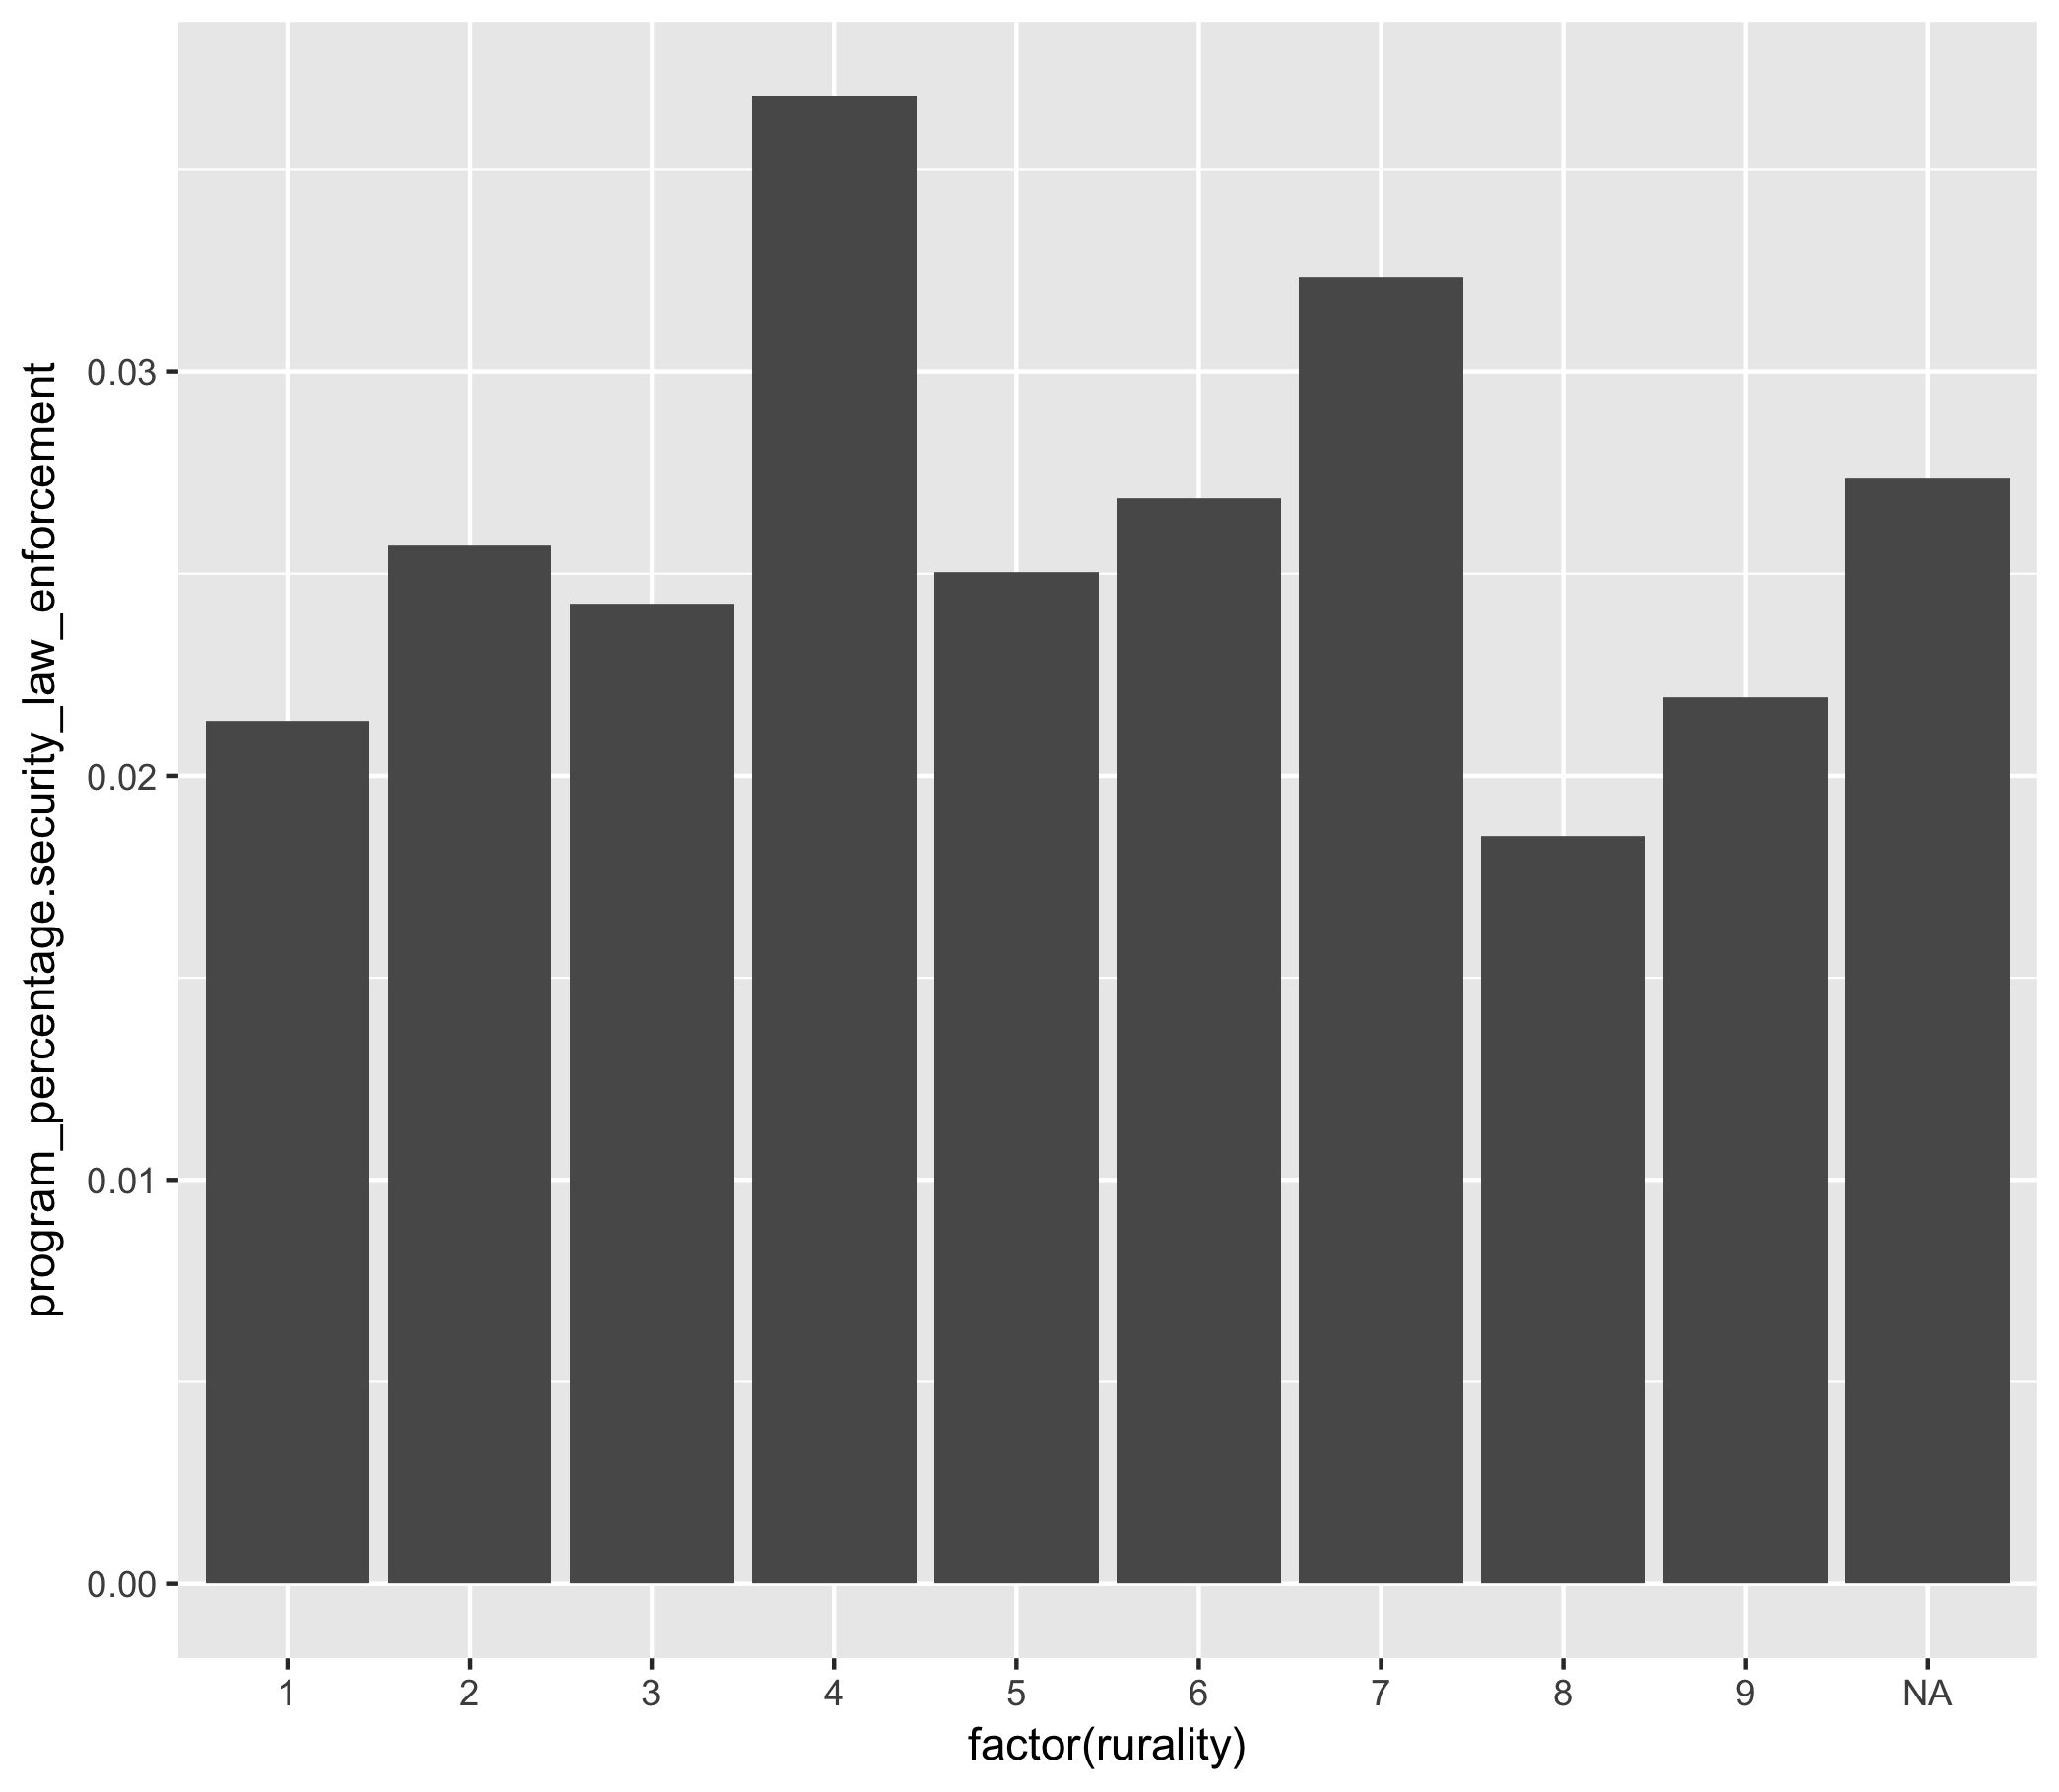 program_percentage.security_law_enforcement
0.03
0.02
0.01
0.00
1 2 3 4 5 6 7 8 9 NA
factor(rurality)